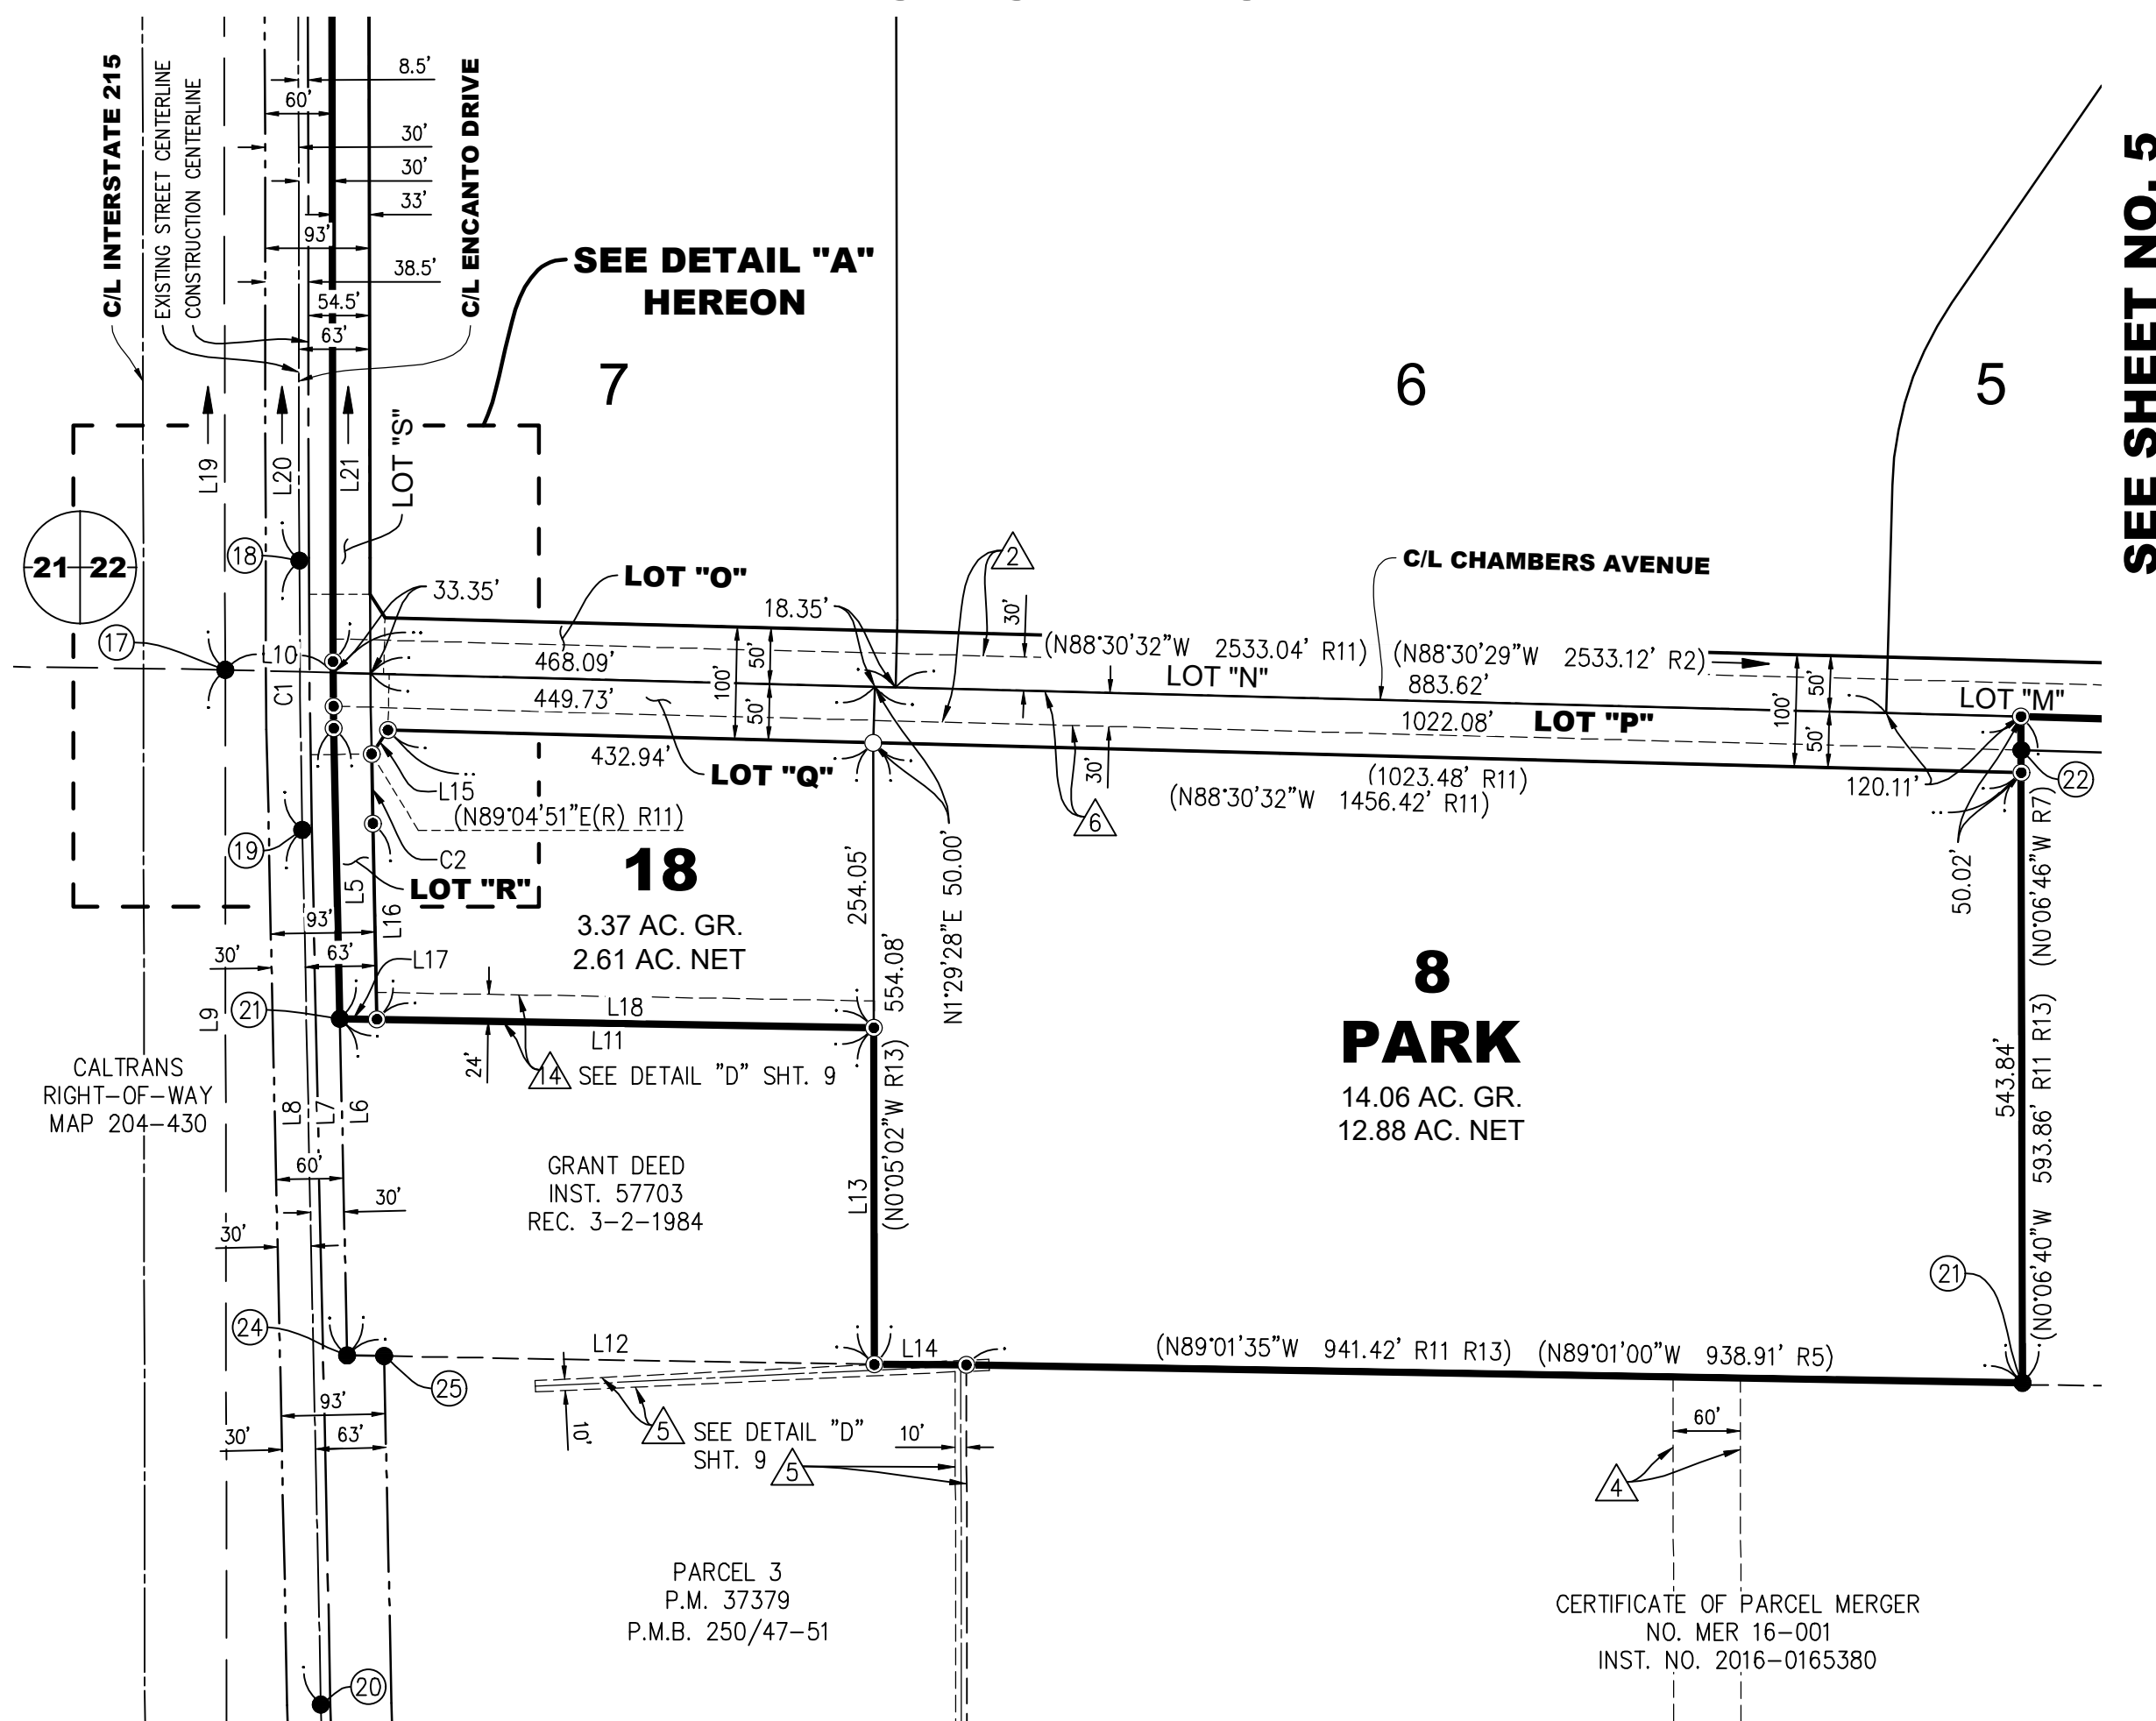 C/L INTERSTATE 215
EXISTING STREET CENTERLINE
CONSTRUCTION CENTERLINE
C/L ENCANTO DRIVE
8.5'
60'
30'
30'
33'
93'
38.5'
54.5'
63'
SEE DETAIL "A"
HEREON
7
6
5
SEE SHEET NO. 5
L19
L20
L21
LOT "S"
21 22
18
17
L10
C1
33.35'
LOT "O"
18.35'
2
30'
C/L CHAMBERS AVENUE
(N88°30'32"W 2533.04' R11)
(N88°30'29"W 2533.12' R2)
468.09'
449.73'
432.94'
100'
50'
50'
LOT "N"
883.62'
1022.08'
LOT "P"
LOT "M"
100'
50'
50'
LOT "Q"
L15
(N89°04'51"E(R) R11)
30'
6
(1023.48' R11)
(N88°30'32"W 1456.42' R11)
120.11'
22
50.02'
19
C2
LOT "R"
L5
L16
18
3.37 AC. GR.
2.61 AC. NET
254.05'
554.08'
N1°29'28"E 50.00'
8
PARK
14.06 AC. GR.
12.88 AC. NET
(N0°06'46"W R7)
543.84'
(N0°06'40"W 593.86' R11 R13)
93'
30'
63'
L17
21
L9
L18
L11
24'
14
SEE DETAIL "D" SHT. 9
CALTRANS
RIGHT-OF-WAY
MAP 204-430
L8
L7
L6
60'
30'
30'
GRANT DEED
INST. 57703
REC. 3-2-1984
L13
(N0°05'02"W R13)
21
24
25
L12
L14
(N89°01'35"W 941.42' R11 R13)
(N89°01'00"W 938.91' R5)
93'
30'
63'
10'
5
SEE DETAIL "D"
SHT. 9
5
10'
60'
4
PARCEL 3
P.M. 37379
P.M.B. 250/47-51
CERTIFICATE OF PARCEL MERGER
NO. MER 16-001
INST. NO. 2016-0165380
20